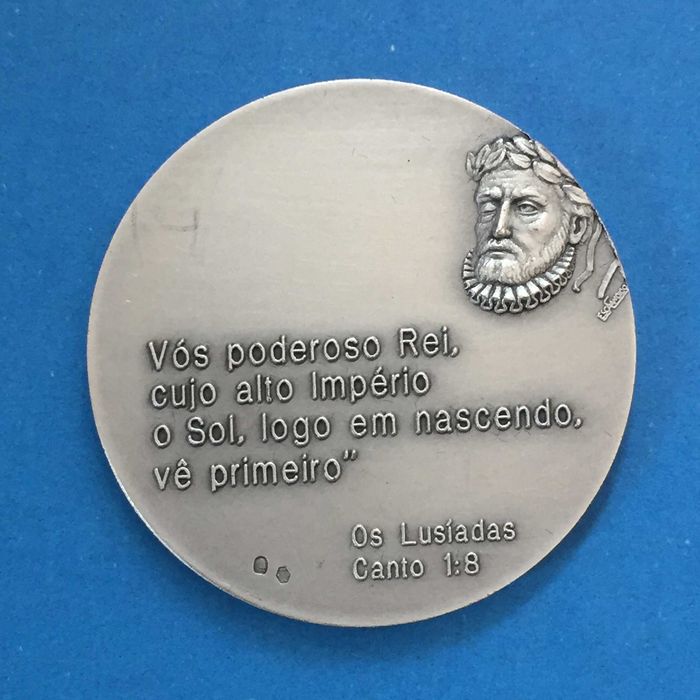 Vós poderoso Rei,
cujo alto Império
o Sol, logo em nascendo,
vê primeiro"
Os Lusíadas
Canto 1:8